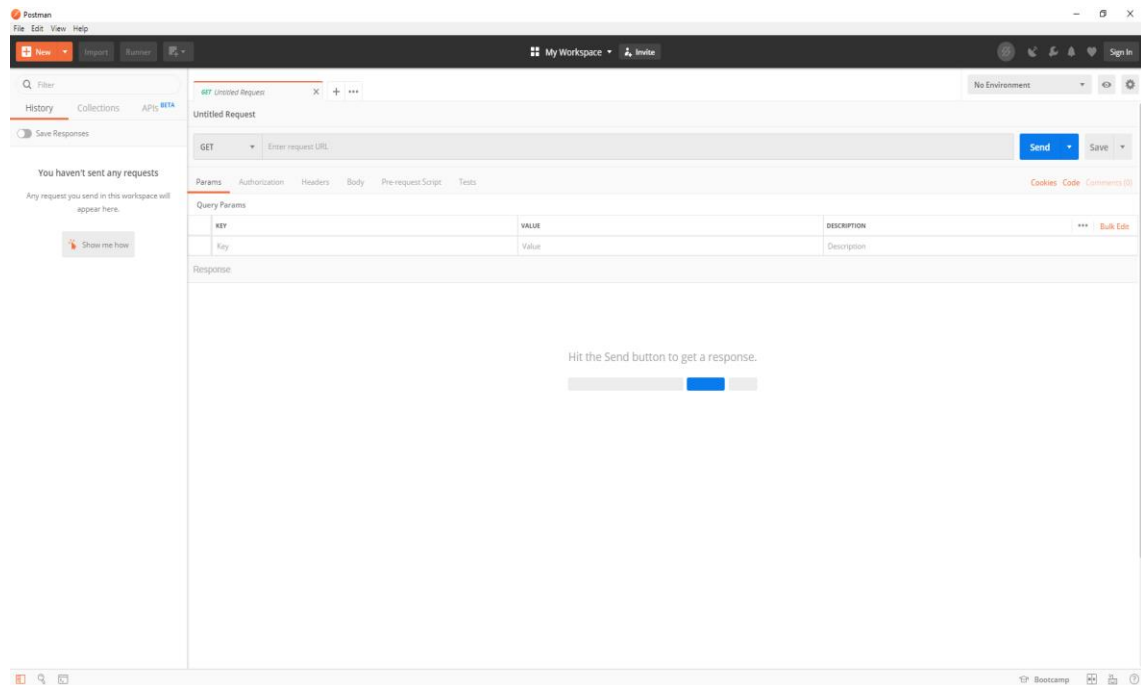 Postman
File Edit View Help
New Import Runner My Workspace Invite Sign In
Filter
History Collections APIs BETA
Save Responses
You haven't sent any requests
Any request you send in this workspace will
appear here.
Show me how
GET Untitled Request
No Environment
Untitled Request
GET Enter request URL
Send Save
Params Authorization Headers Body Pre-request Script Tests Cookies Code Comments (0)
Query Params
KEY VALUE DESCRIPTION Bulk Edit
Key Value Description
Response
Hit the Send button to get a response.
Bootcamp